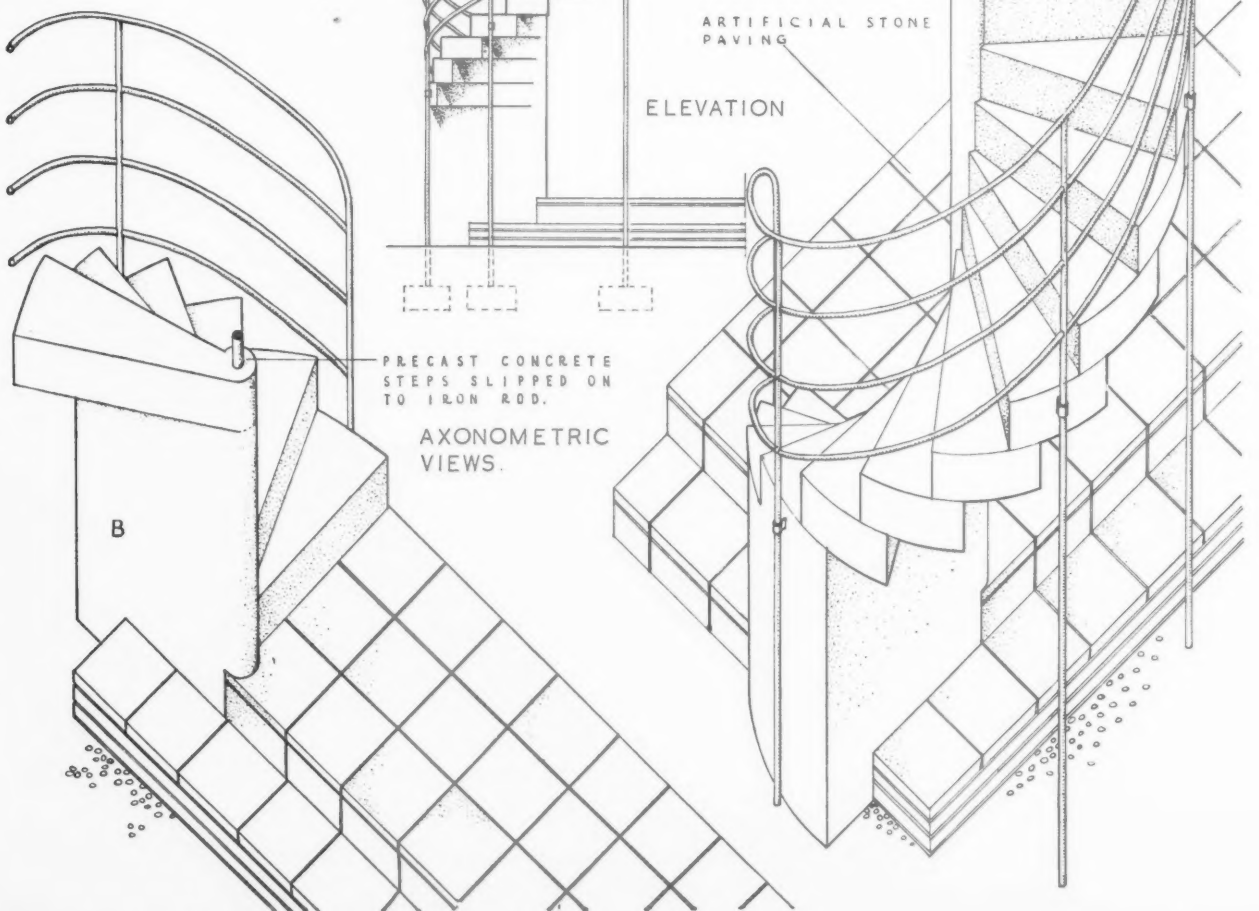 ARTIFICIAL STONE
PAVING
ELEVATION
PRECAST CONCRETE
STEPS SLIPPED ON
TO IRON ROD.
AXONOMETRIC
VIEWS.
B